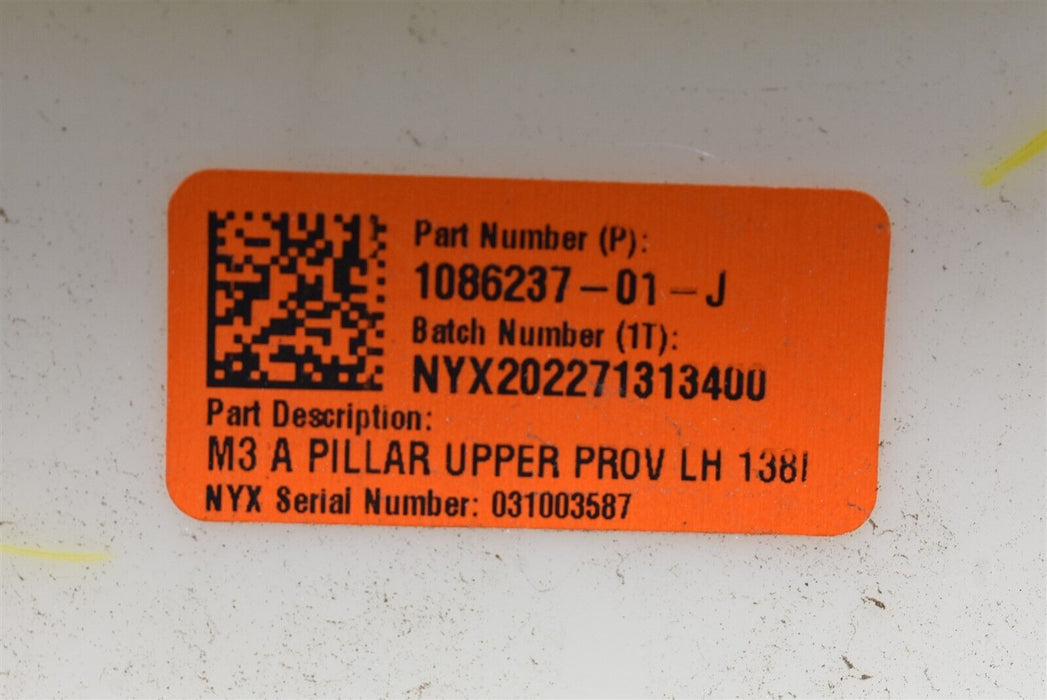 Part Number (P):
1086237-01-J
Batch Number (1T):
NYX202271313400
Part Description:
M3 A PILLAR UPPER PROV LH
NYX Serial Number: 031003587